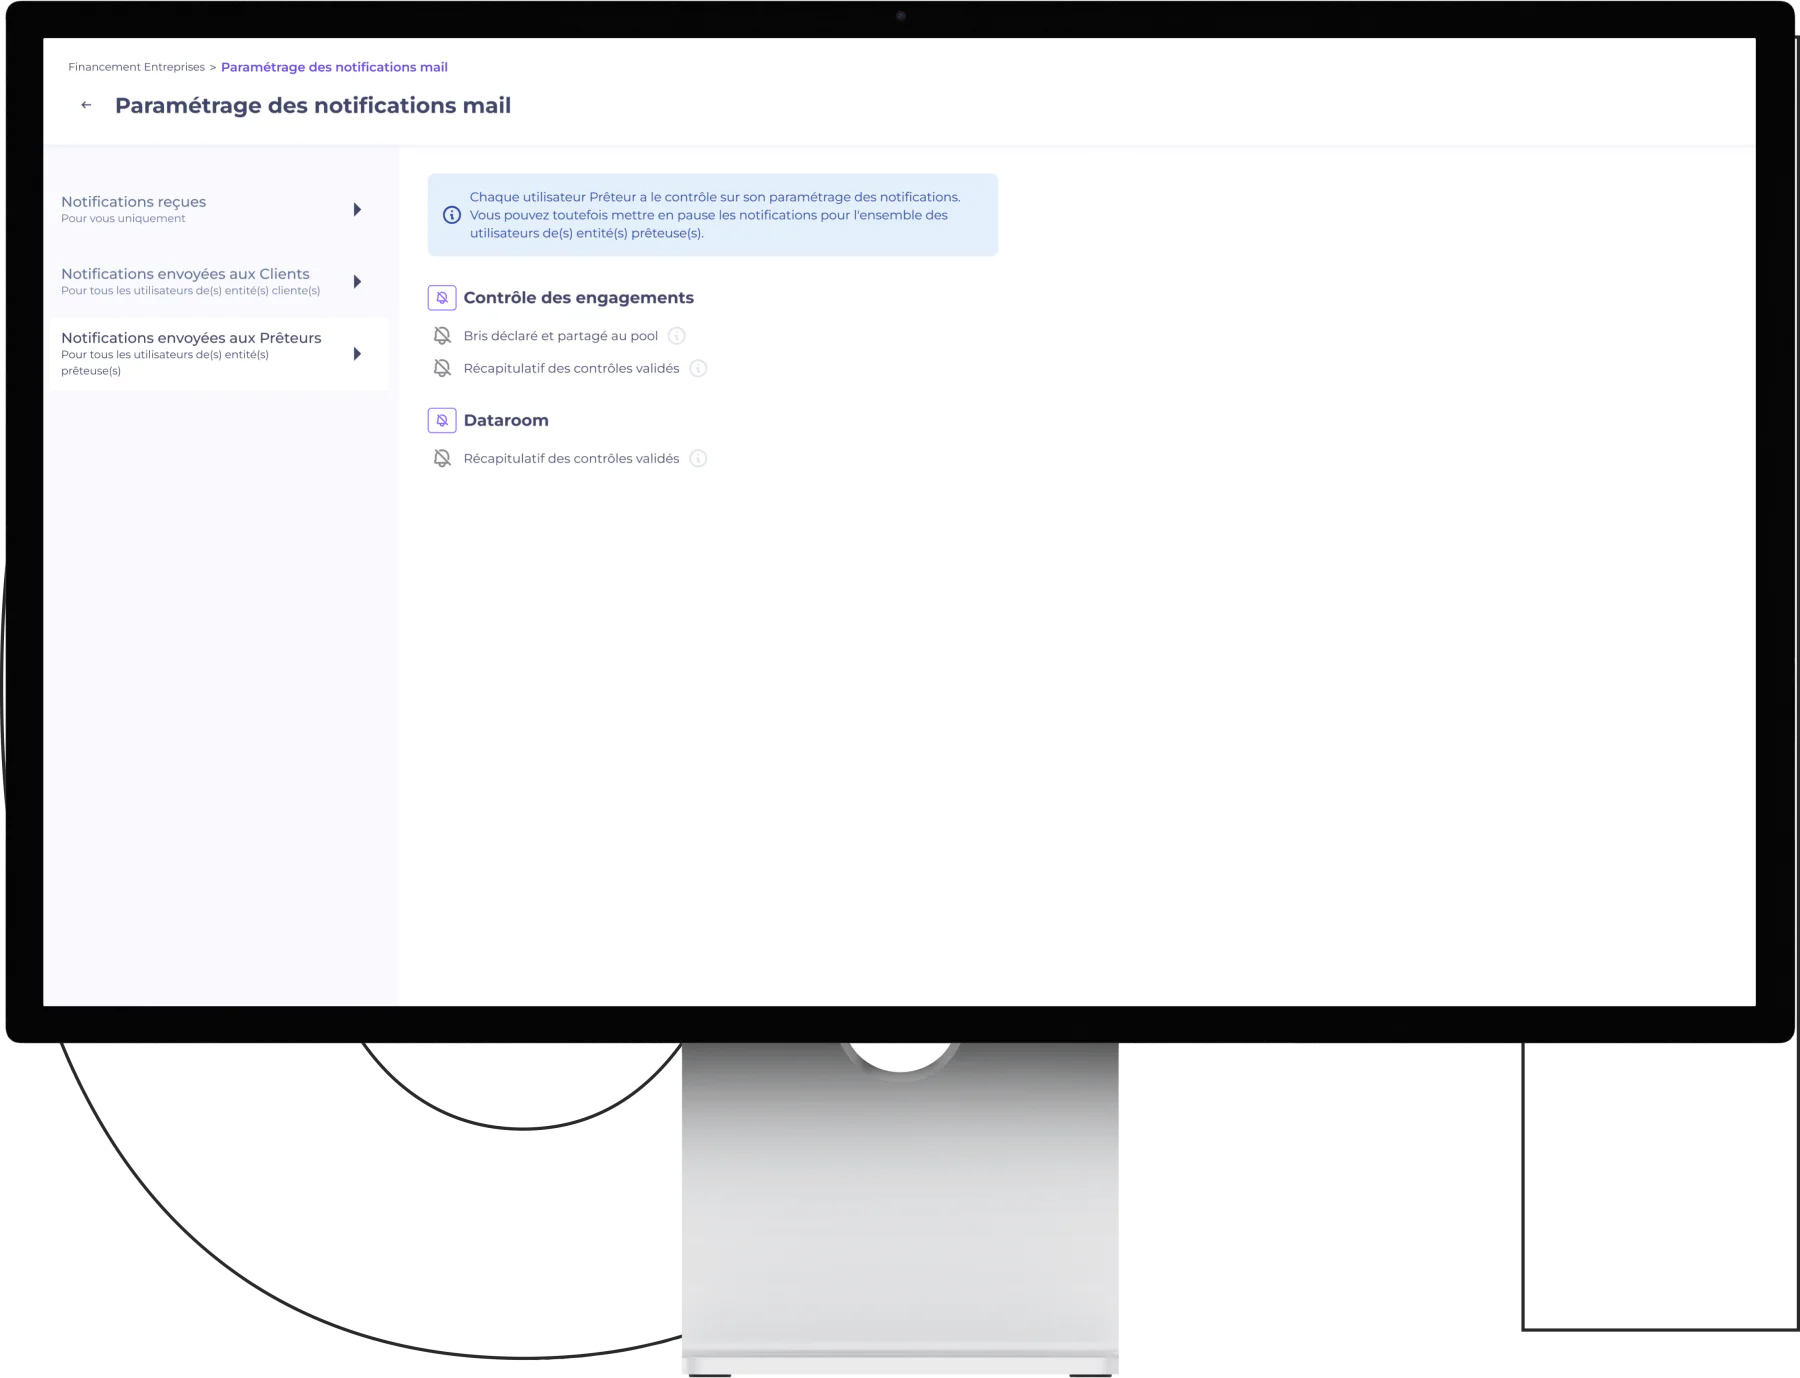 Financement Entreprises > Paramétrage des notifications mail
← Paramétrage des notifications mail
Notifications reçues
Pour vous uniquement
Notifications envoyées aux Clients
Pour tous les utilisateurs de(s) entité(s) cliente(s)
Notifications envoyées aux Prêteurs
Pour tous les utilisateurs de(s) entité(s)
prêteuse(s)
Chaque utilisateur Prêteur a le contrôle sur son paramétrage des notifications.
Vous pouvez toutefois mettre en pause les notifications pour l'ensemble des
utilisateurs de(s) entité(s) prêteuse(s).
Contrôle des engagements
Bris déclaré et partagé au pool
Récapitulatif des contrôles validés
Dataroom
Récapitulatif des contrôles validés